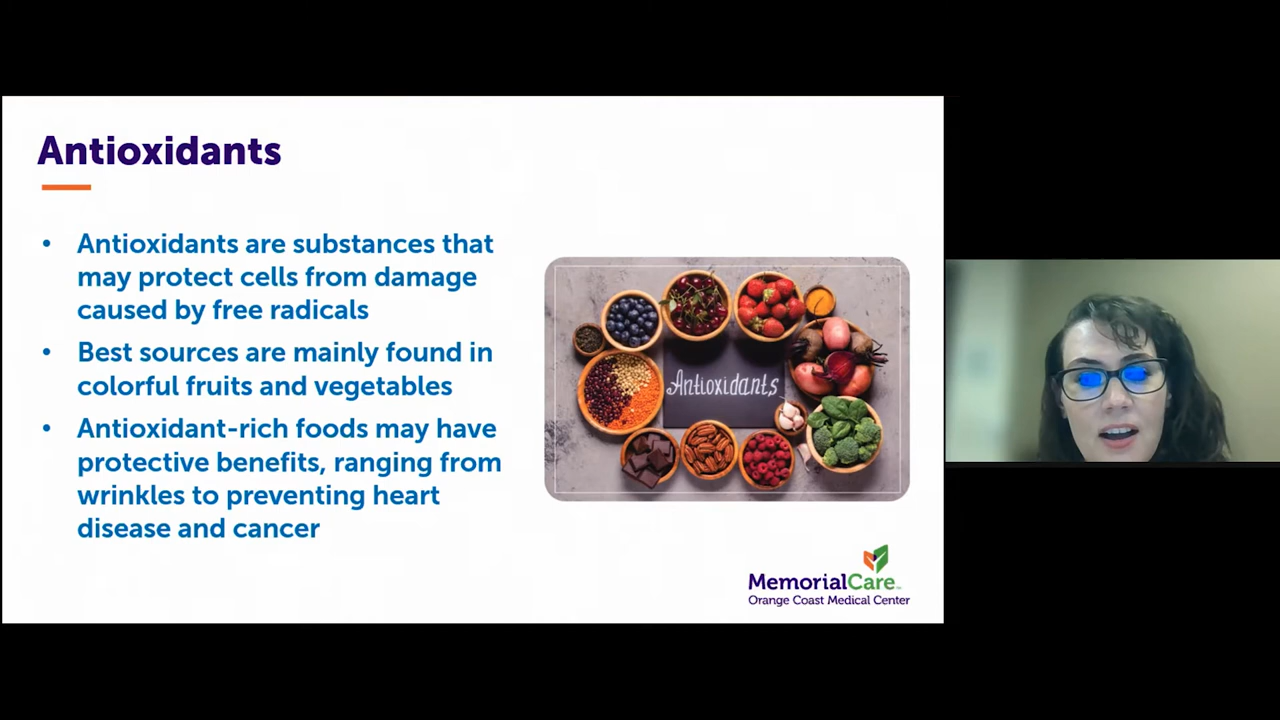 Antioxidants
• Antioxidants are substances that
may protect cells from damage
caused by free radicals
• Best sources are mainly found in
colorful fruits and vegetables
• Antioxidant-rich foods may have
protective benefits, ranging from
wrinkles to preventing heart
disease and cancer
Antioxidants
MemorialCare
Orange Coast Medical Center